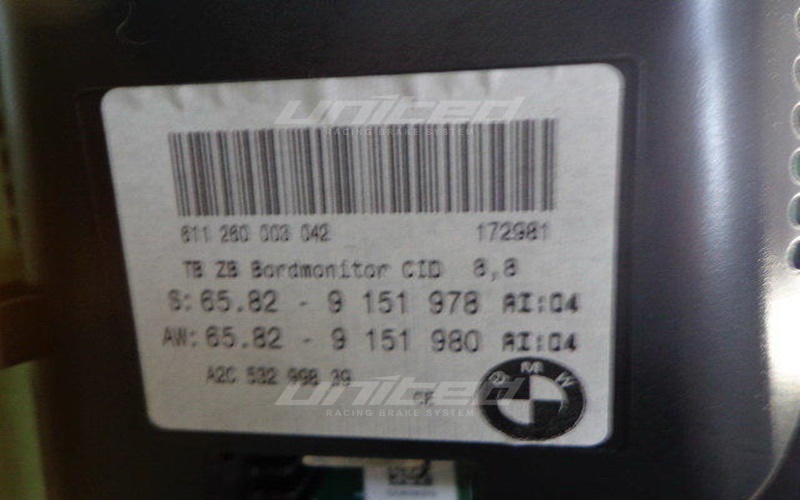 UNITED
RACING BRAKE SYSTEM
611 260 003 042 172981
TB ZB Bordmonitor CID 8,8
S: 65.82 - 9 151 978 AI:04
AW: 65.82 - 9 151 980 AI:04
A2C 532 998 39 CE
BMW
UNITED
RACING BRAKE SYSTEM